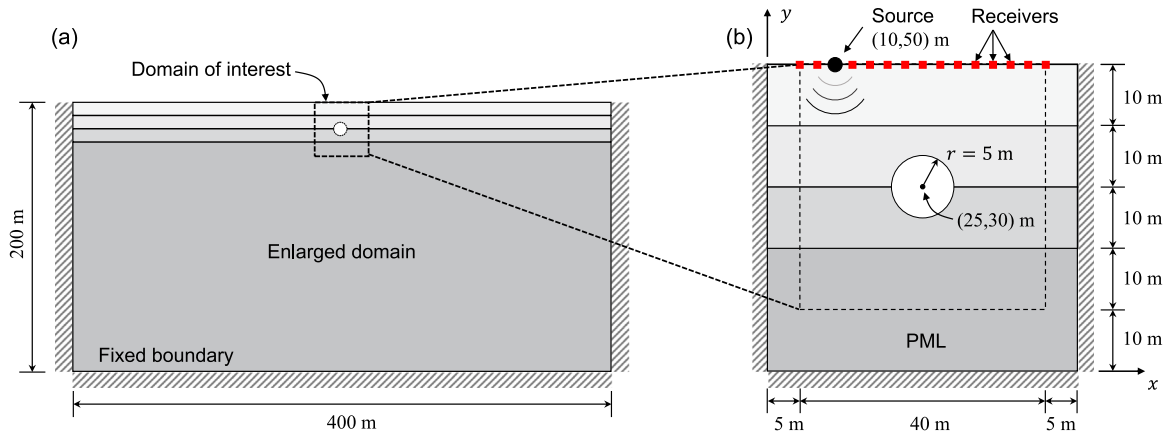 (a)
Domain of interest
200 m
Enlarged domain
Fixed boundary
400 m
(b)
y
Source
(10,50) m
Receivers
r = 5 m
(25,30) m
PML
10 m
10 m
10 m
10 m
10 m
x
5 m
40 m
5 m